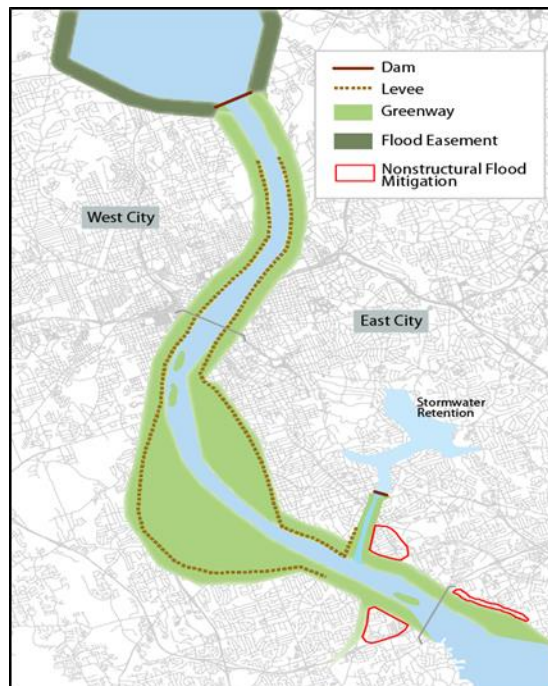 Dam
Levee
Greenway
Flood Easement
Nonstructural Flood
Mitigation
West City
East City
Stormwater
Retention